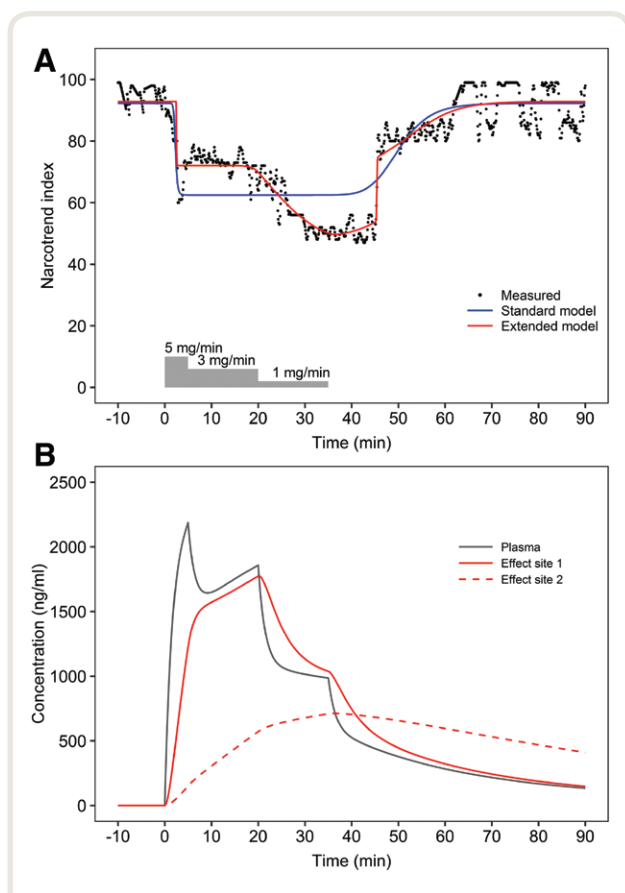 A
100
80
60
40
20
0
Narcotrend index
Measured
Standard model
Extended model
5 mg/min
3 mg/min
1 mg/min
-10 0 10 20 30 40 50 60 70 80 90
Time (min)
B
2500
2000
1500
1000
500
0
Concentration (ng/ml)
Plasma
Effect site 1
Effect site 2
-10 0 10 20 30 40 50 60 70 80 90
Time (min)